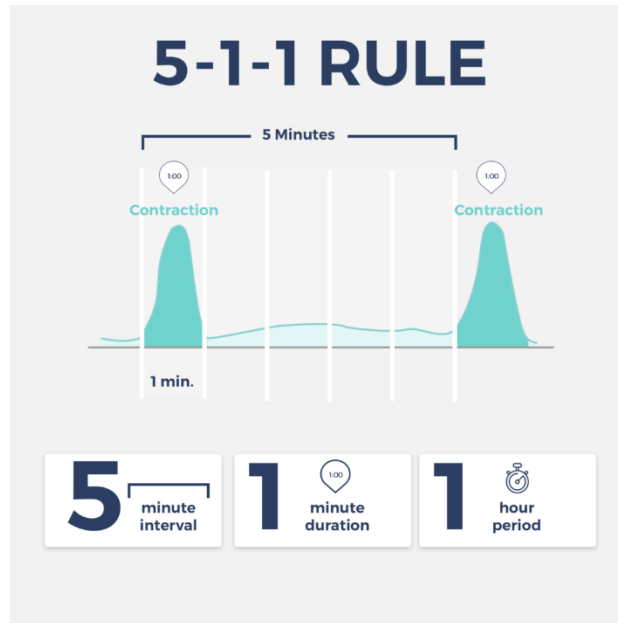 5-1-1 RULE
5 Minutes
1:00
1:00
Contraction
Contraction
1 min.
5
minute
interval
1
1:00
minute
duration
1
hour
period